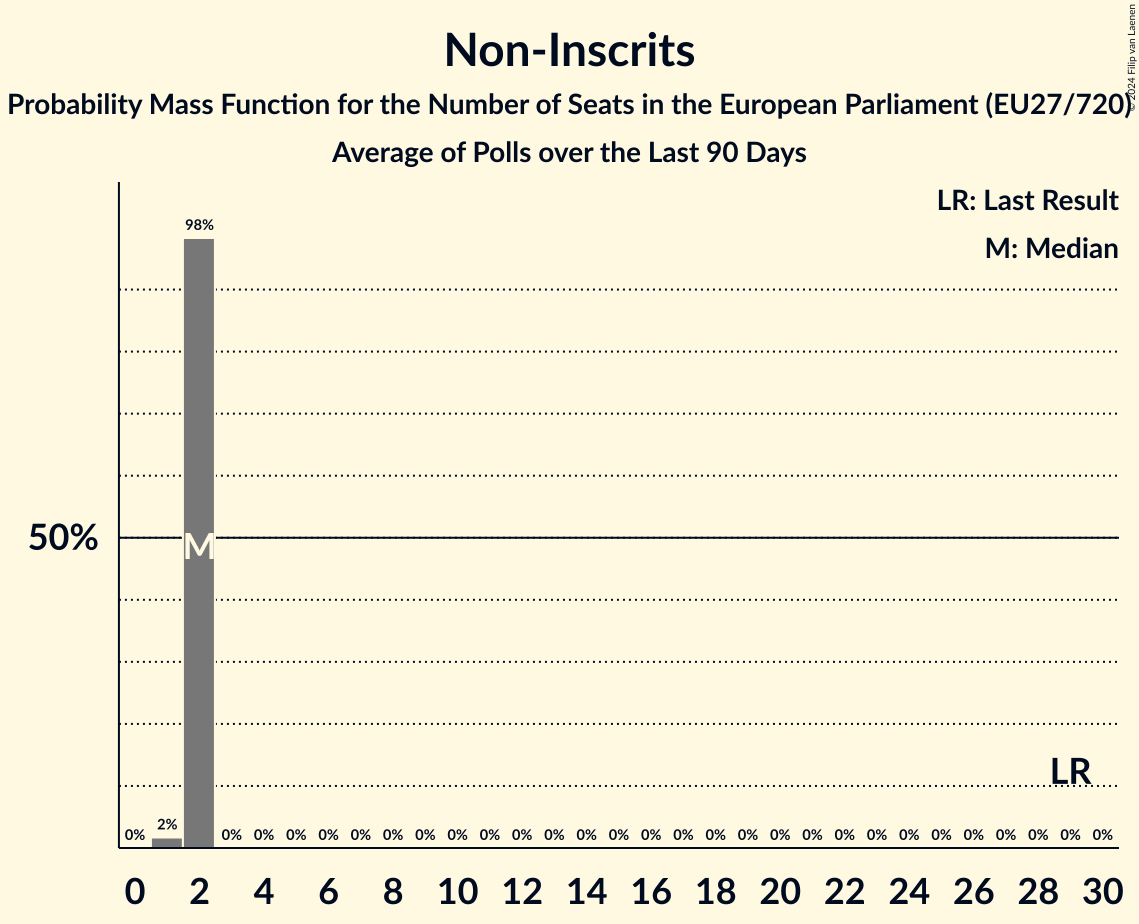 Non-Inscrits
Probability Mass Function for the Number of Seats in the European Parliament (EU27/720)
Average of Polls over the Last 90 Days
© 2024 Filip van Laenen
LR: Last Result
M: Median
98%
50%
M
LR
0% 2% 0% 0% 0% 0% 0% 0% 0% 0% 0% 0% 0% 0% 0% 0% 0% 0% 0% 0% 0% 0% 0% 0% 0% 0% 0% 0% 0% 0%
0 2 4 6 8 10 12 14 16 18 20 22 24 26 28 30